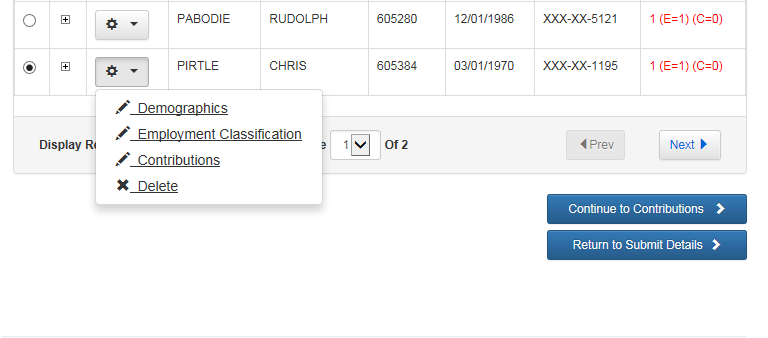 PABODIE RUDOLPH 605280 12/01/1986 XXX-XX-5121 1 (E=1) (C=0)
PIRTLE CHRIS 605384 03/01/1970 XXX-XX-1195 1 (E=1) (C=0)
Demographics
Employment Classification
Contributions
Delete
Display 1 Of 2 Prev Next
Continue to Contributions
Return to Submit Details